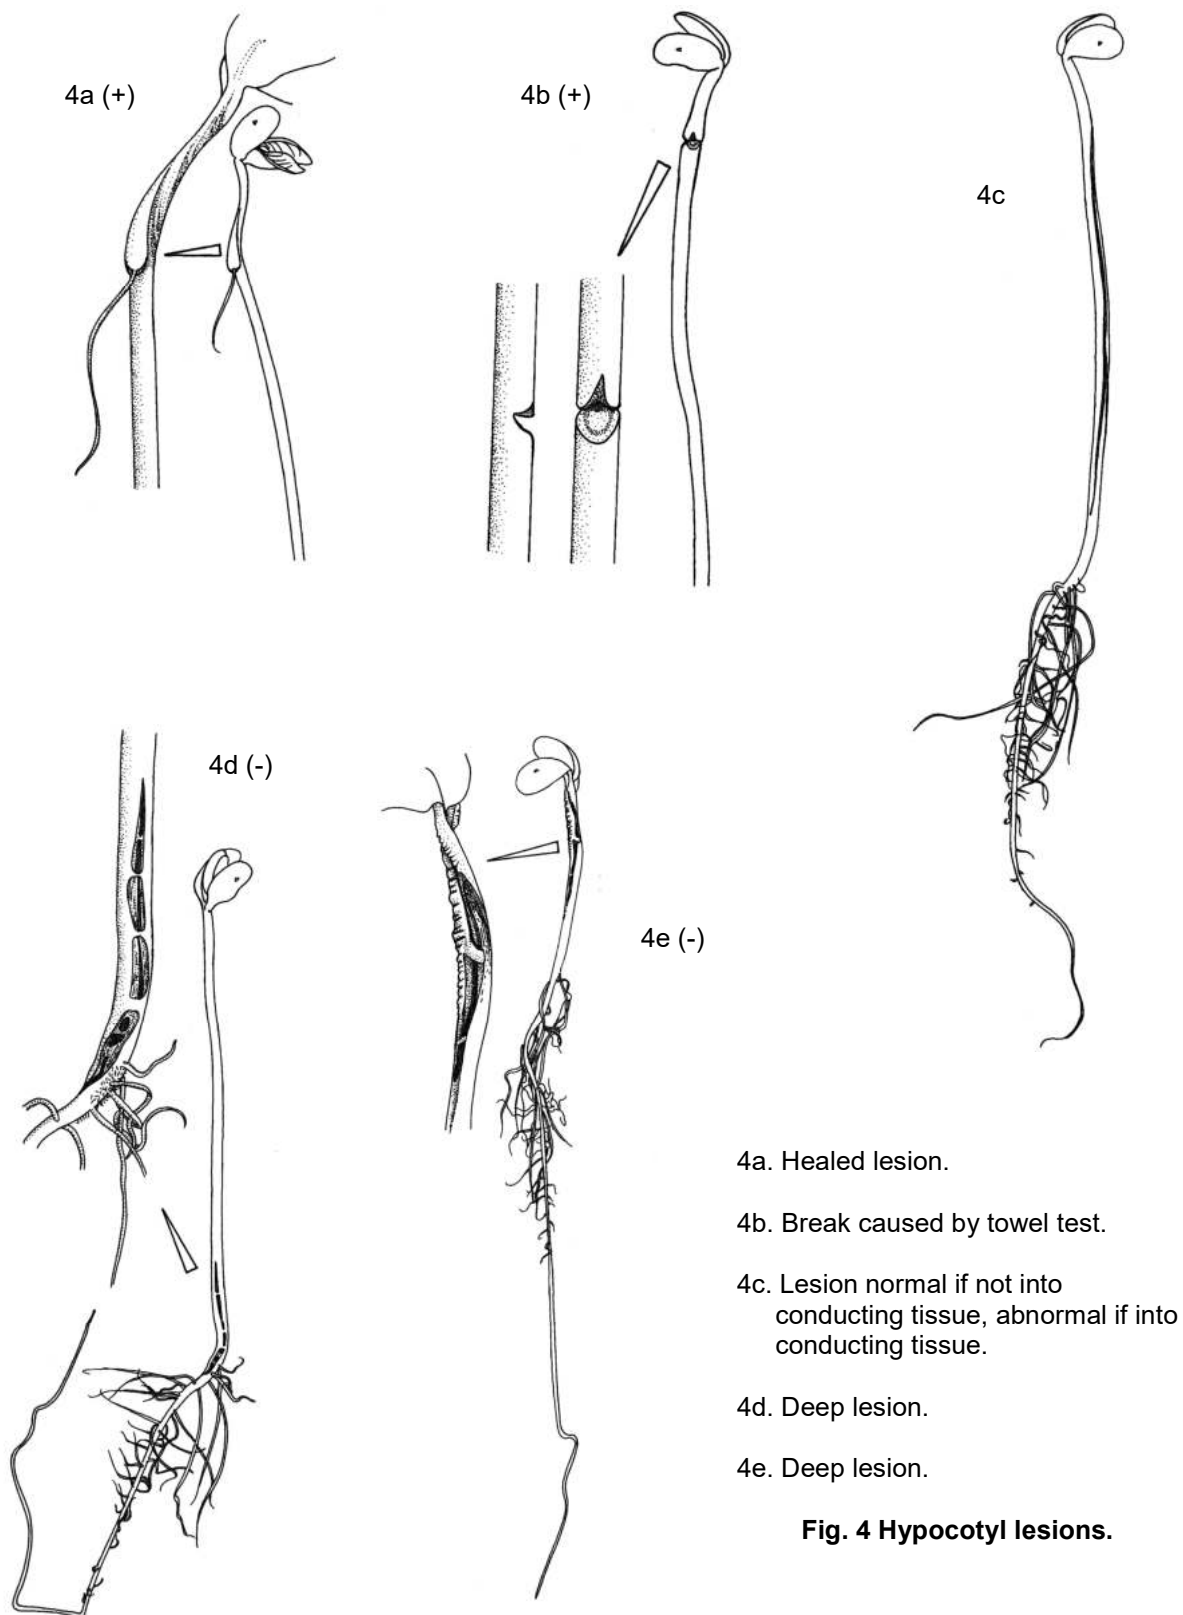 4a (+)
4b (+)
4c
4d (-)
4e (-)
4a. Healed lesion.
4b. Break caused by towel test.
4c. Lesion normal if not into
conducting tissue, abnormal if into
conducting tissue.
4d. Deep lesion.
4e. Deep lesion.
Fig. 4 Hypocotyl lesions.